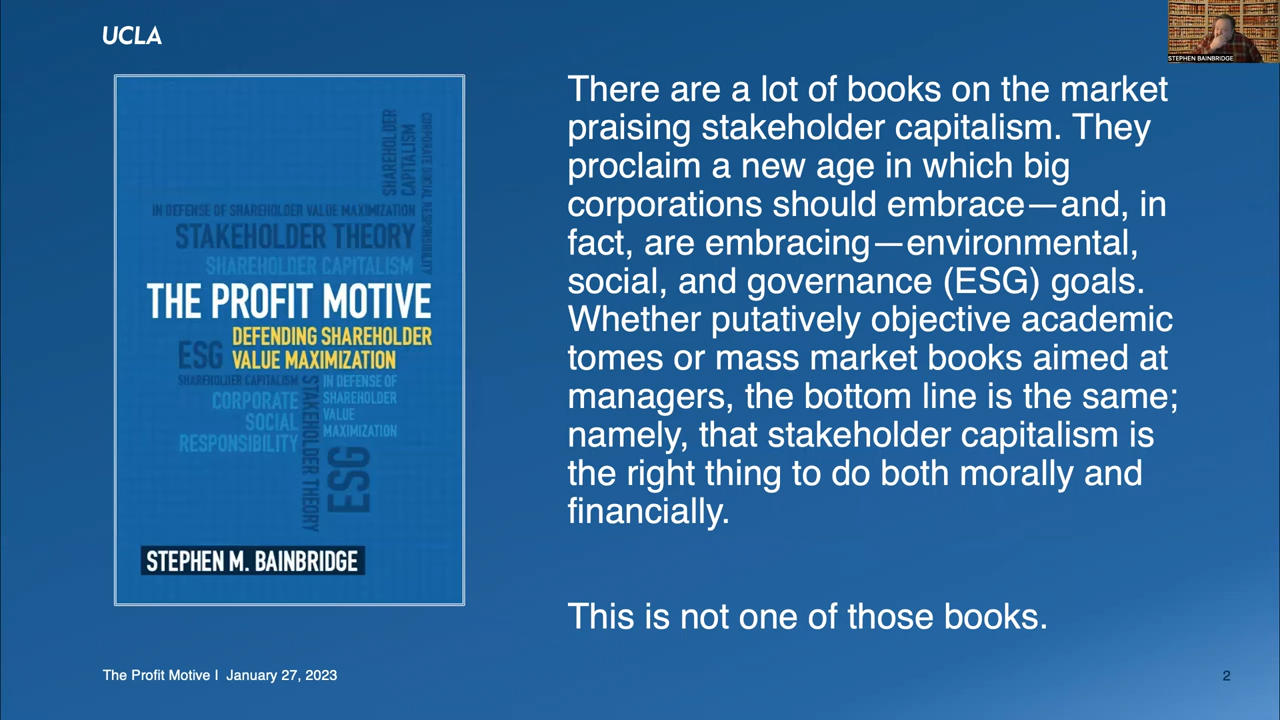 UCLA
STEPHEN BAINBRIDGE
SHAREHOLDER
CAPITALISM
CORPORATE SOCIAL RESPONSIBILITY
IN DEFENSE OF SHAREHOLDER VALUE MAXIMIZATION
STAKEHOLDER THEORY
SHAREHOLDER CAPITALISM
THE PROFIT MOTIVE
DEFENDING SHAREHOLDER
VALUE MAXIMIZATION
ESG
SHAREHOLDER CAPITALISM
CORPORATE
SOCIAL
RESPONSIBILITY
STAKEHOLDER THEORY
IN DEFENSE OF
SHAREHOLDER
VALUE
MAXIMIZATION
ESG
STEPHEN M. BAINBRIDGE
There are a lot of books on the market
praising stakeholder capitalism. They
proclaim a new age in which big
corporations should embrace—and, in
fact, are embracing—environmental,
social, and governance (ESG) goals.
Whether putatively objective academic
tomes or mass market books aimed at
managers, the bottom line is the same;
namely, that stakeholder capitalism is
the right thing to do both morally and
financially.
This is not one of those books.
The Profit Motive I January 27, 2023
2